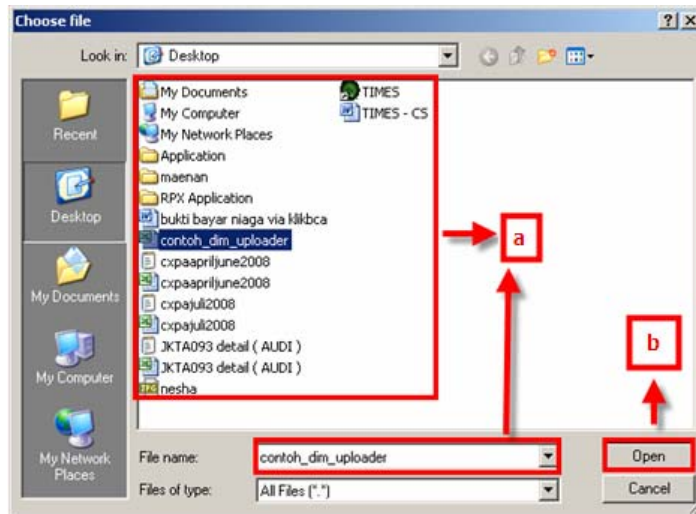 Choose file
Look in: Desktop
Recent
Desktop
My Documents
My Computer
My Network Places
My Documents
My Computer
My Network Places
Application
maenan
RPX Application
bukti bayar niaga via klikbca
contoh_dim_uploader
cxpaapriljune2008
cxpaapriljune2008
cxpajuli2008
cxpajuli2008
JKTA093 detail ( AUDI )
JKTA093 detail ( AUDI )
nesha
TIMES
TIMES - CS
a
b
File name: contoh_dim_uploader Open
Files of type: All Files ("*.*") Cancel